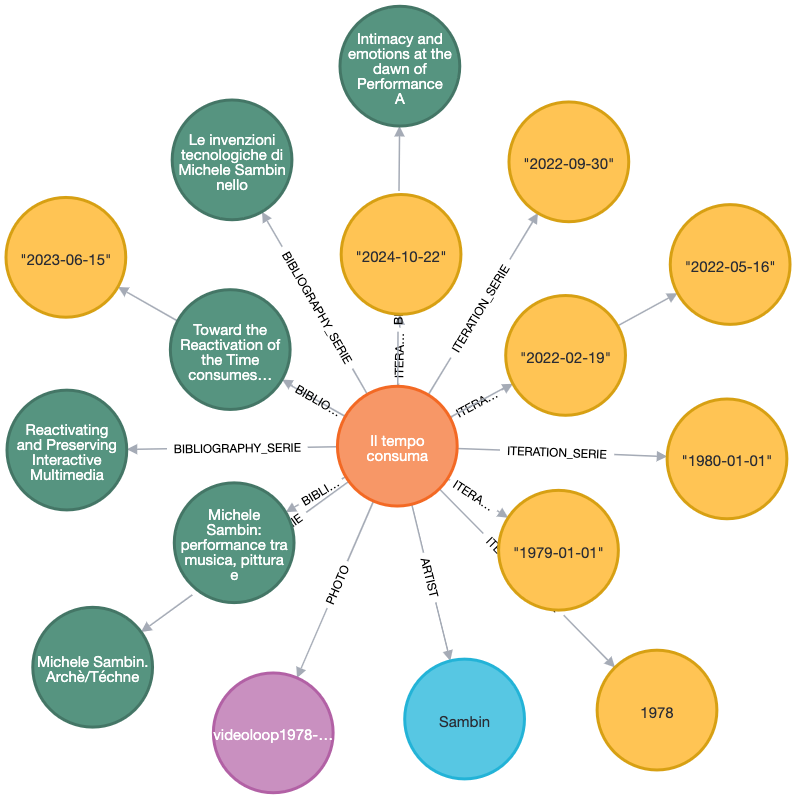 Intimacy and
emotions at the
dawn of
Performance
A
Le invenzioni
tecnologiche di
Michele Sambin
nello
"2022-09-30"
"2023-06-15"
"2024-10-22"
"2022-05-16"
BIBLIOGRAPHY_SERIE
ITERATION_SERIE
B
ITERA...
Toward the
Reactivation of
the Time
consumes...
"2022-02-19"
BIBLIO...
ITERA...
Reactivating
and Preserving
Interactive
Multimedia
BIBLIOGRAPHY_SERIE
Il tempo
consuma
ITERATION_SERIE
"1980-01-01"
BIBLI...
IE
ITERA...
Michele
Sambin:
performance tra
musica, pittura
e
"1979-01-01"
PHOTO
ARTIST
Michele Sambin.
Archè/Téchne
videoloop1978-...
Sambin
1978